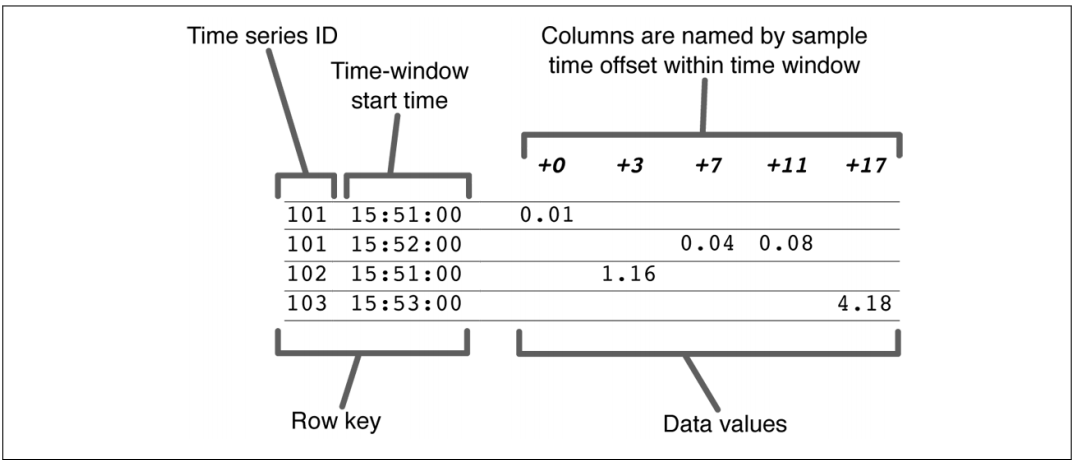 Time series ID
Time-window
start time
Columns are named by sample
time offset within time window
+0 +3 +7 +11 +17
101 15:51:00 0.01
101 15:52:00 0.04 0.08
102 15:51:00 1.16
103 15:53:00 4.18
Row key
Data values